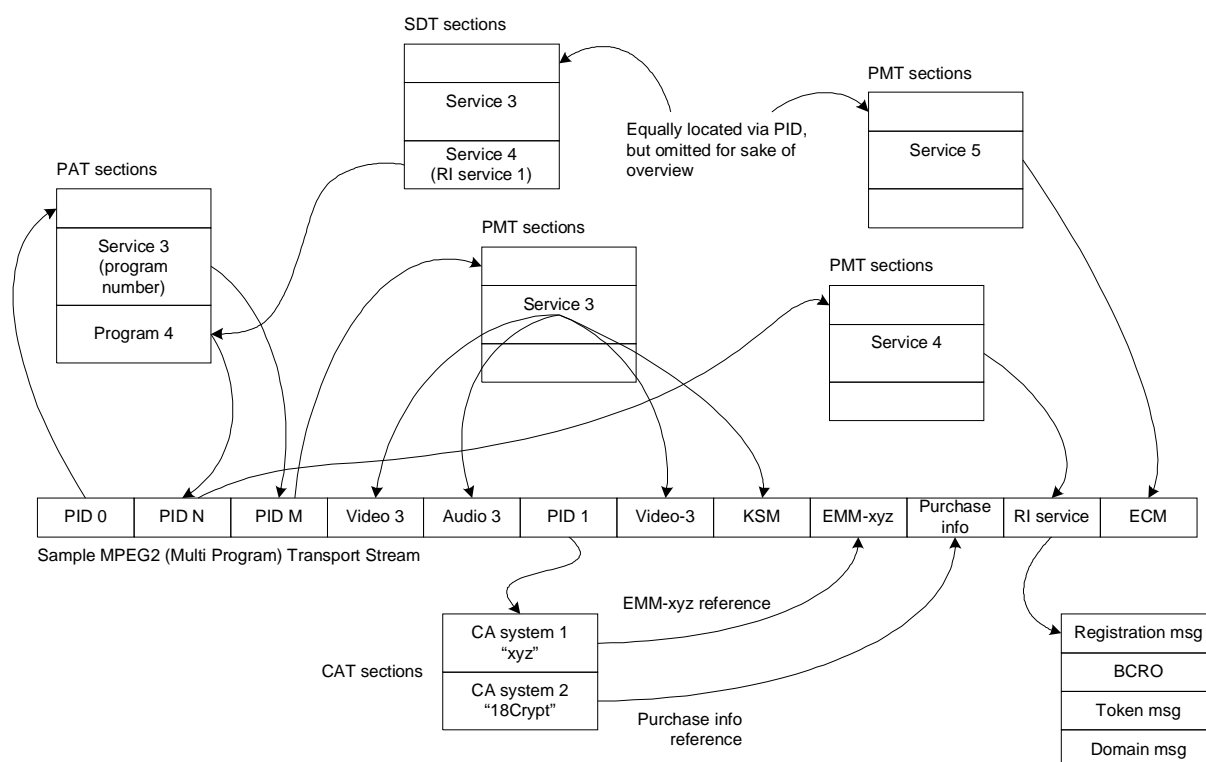 SDT sections
Service 3
Service 4
(RI service 1)
Equally located via PID,
but omitted for sake of
overview
PMT sections
Service 5
PAT sections
Service 3
(program
number)
Program 4
PMT sections
Service 3
PMT sections
Service 4
PID 0
PID N
PID M
Video 3
Audio 3
PID 1
Video-3
KSM
EMM-xyz
Purchase
info
RI service
ECM
Sample MPEG2 (Multi Program) Transport Stream
EMM-xyz reference
CAT sections
CA system 1
“xyz”
CA system 2
“18Crypt”
Purchase info
reference
Registration msg
BCRO
Token msg
Domain msg